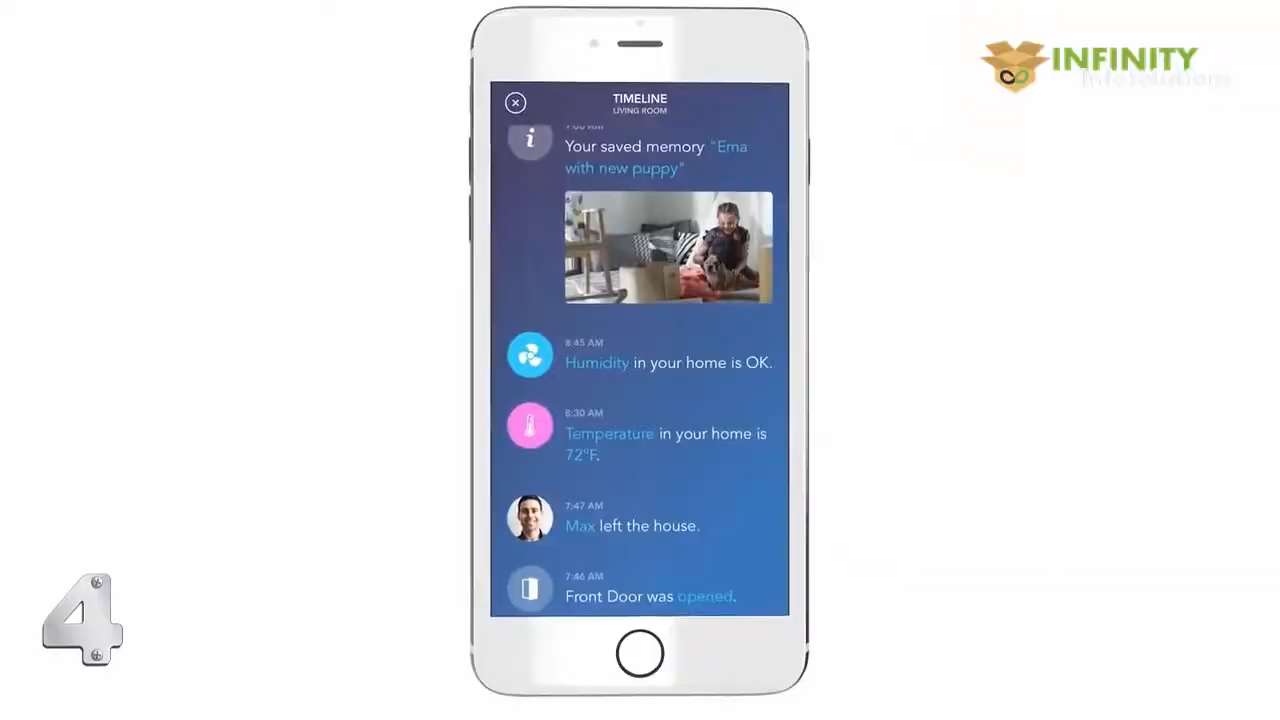 INFINITY
InfoSolutions
TIMELINE
LIVING ROOM
i
Your saved memory "Ema
with new puppy"
8:45 AM
Humidity in your home is OK.
8:30 AM
Temperature in your home is
72°F.
7:47 AM
Max left the house.
7:46 AM
Front Door was opened.
4